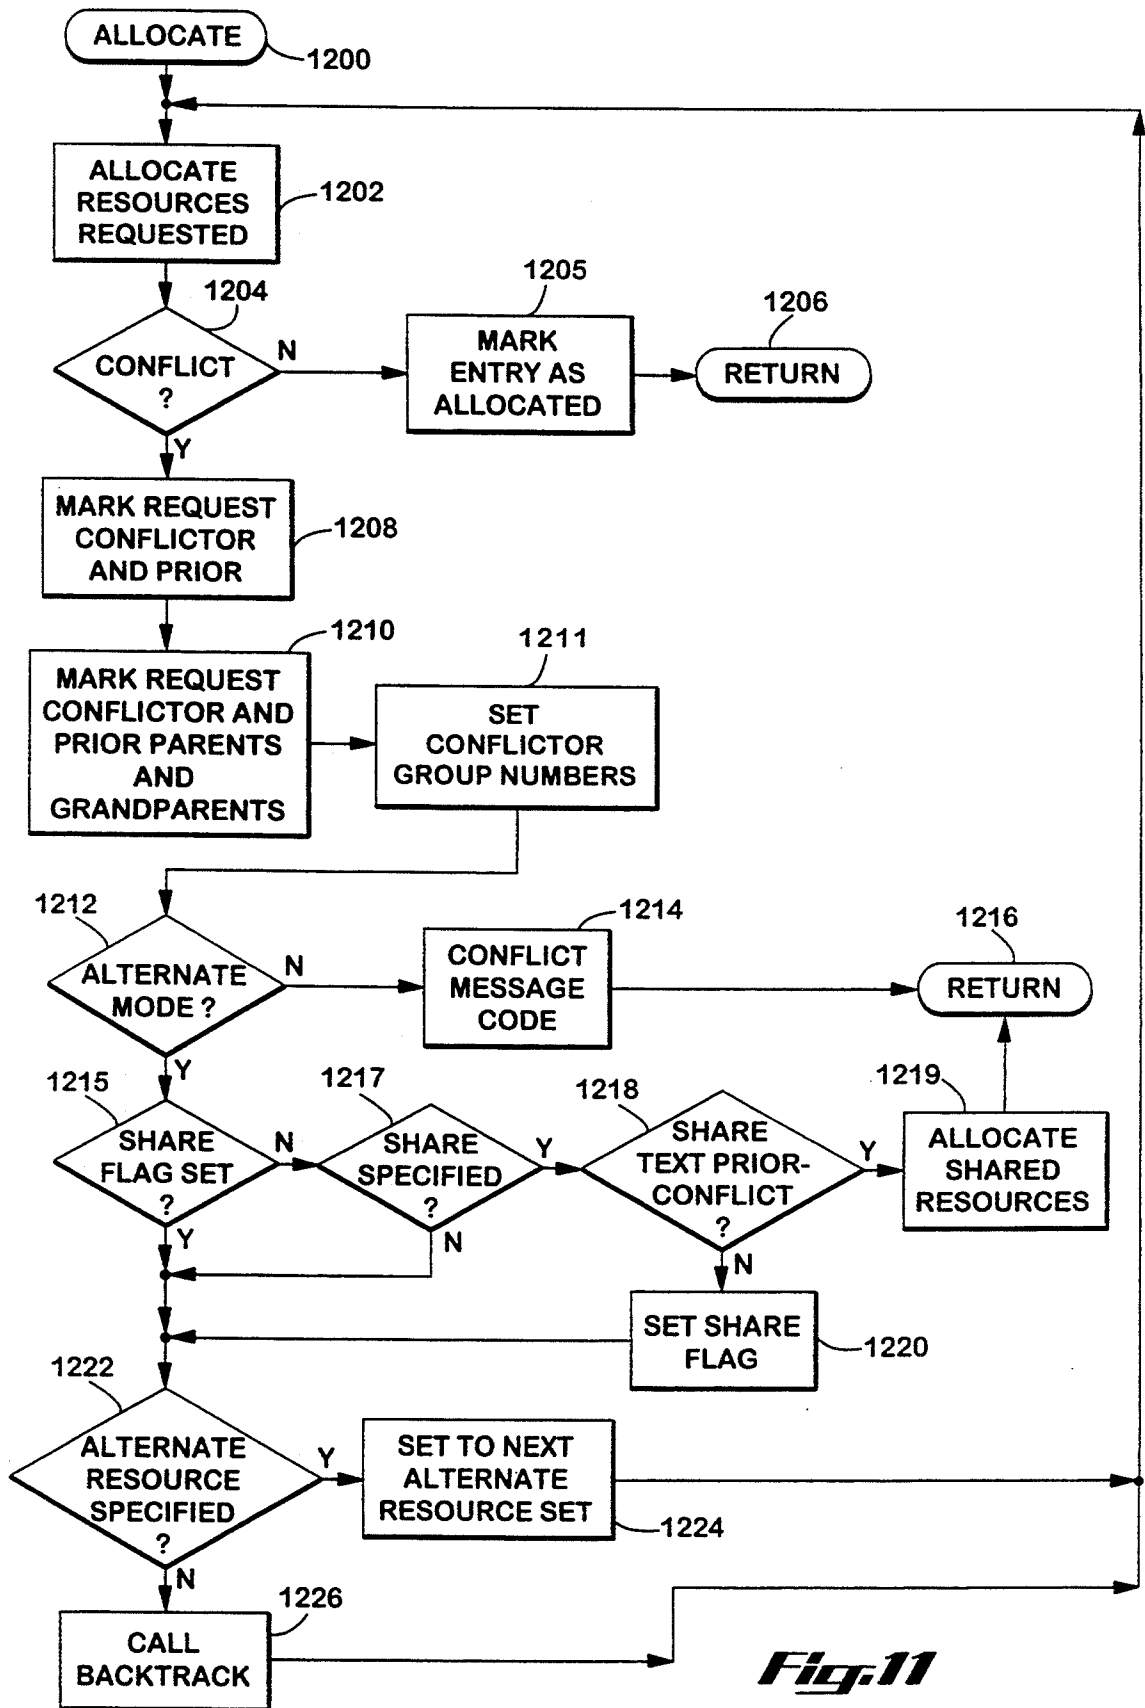 ALLOCATE
1200
ALLOCATE
RESOURCES
REQUESTED
1202
1204
CONFLICT
?
N
Y
1205
MARK
ENTRY AS
ALLOCATED
1206
RETURN
MARK REQUEST
CONFLICTOR
AND PRIOR
1208
1210
MARK REQUEST
CONFLICTOR AND
PRIOR PARENTS
AND
GRANDPARENTS
1211
SET
CONFLICTOR
GROUP NUMBERS
1212
ALTERNATE
MODE ?
N
Y
1214
CONFLICT
MESSAGE
CODE
1216
RETURN
1215
SHARE
FLAG SET
?
N
Y
1217
SHARE
SPECIFIED
?
Y
N
1218
SHARE
TEXT PRIOR-
CONFLICT
?
Y
N
1219
ALLOCATE
SHARED
RESOURCES
SET SHARE
FLAG
1220
1222
ALTERNATE
RESOURCE
SPECIFIED
?
Y
N
SET TO NEXT
ALTERNATE
RESOURCE SET
1224
1226
CALL
BACKTRACK
Fig.11